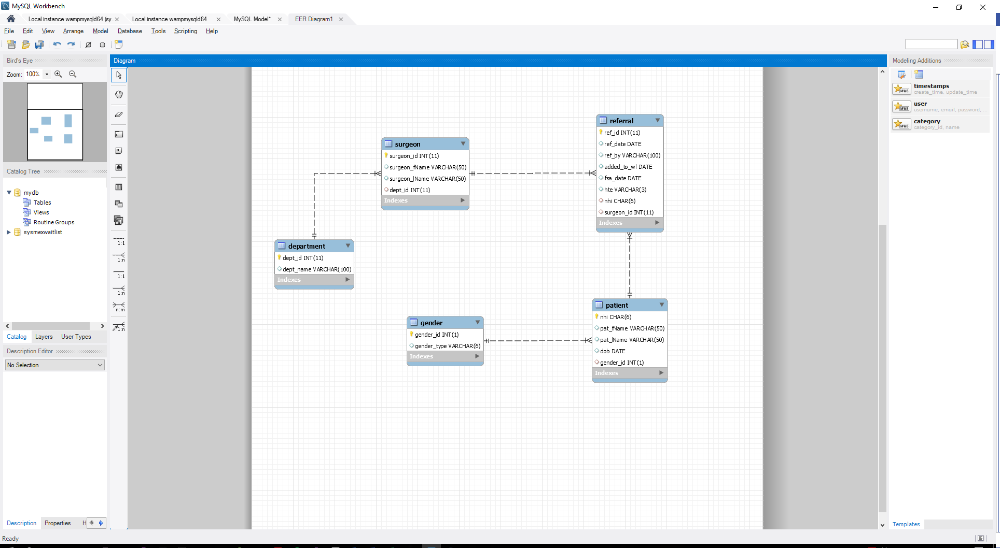 MySQL Workbench
Local instance wampmysqld64 (sy..
Local instance wampmysqld64
MySQL Model*
EER Diagram1
File Edit View Arrange Model Database Tools Scripting Help
Bird's Eye
Zoom: 100%
Catalog Tree
mydb
Tables
Views
Routine Groups
sysmexwaitlist
Catalog Layers User Types
Description Editor
No Selection
Description Properties H
Ready
Diagram
1:1
1:n
1:1
1:n
n:m
1:n
surgeon
surgeon_id INT(11)
surgeon_fName VARCHAR(50)
surgeon_lName VARCHAR(50)
dept_id INT(11)
Indexes
referral
ref_id INT(11)
ref_date DATE
ref_by VARCHAR(100)
added_to_wl DATE
fsa_date DATE
hte VARCHAR(3)
nhi CHAR(6)
surgeon_id INT(11)
Indexes
department
dept_id INT(11)
dept_name VARCHAR(100)
Indexes
gender
gender_id INT(1)
gender_type VARCHAR(6)
Indexes
patient
nhi CHAR(6)
pat_fName VARCHAR(50)
pat_lName VARCHAR(50)
dob DATE
gender_id INT(1)
Indexes
Modeling Additions
MWB
timestamps
create_time, update_time
MWB
user
username, email, password, ...
MWB
category
category_id, name
Templates